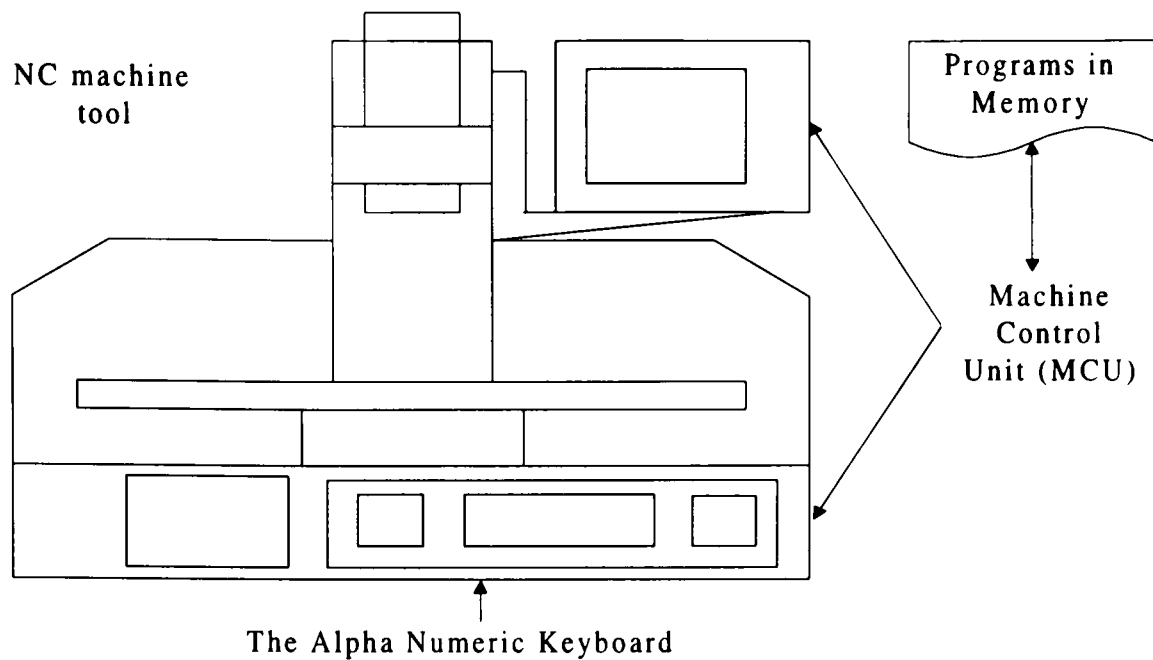 NC machine
tool
Programs in
Memory
Machine
Control
Unit (MCU)
The Alpha Numeric Keyboard